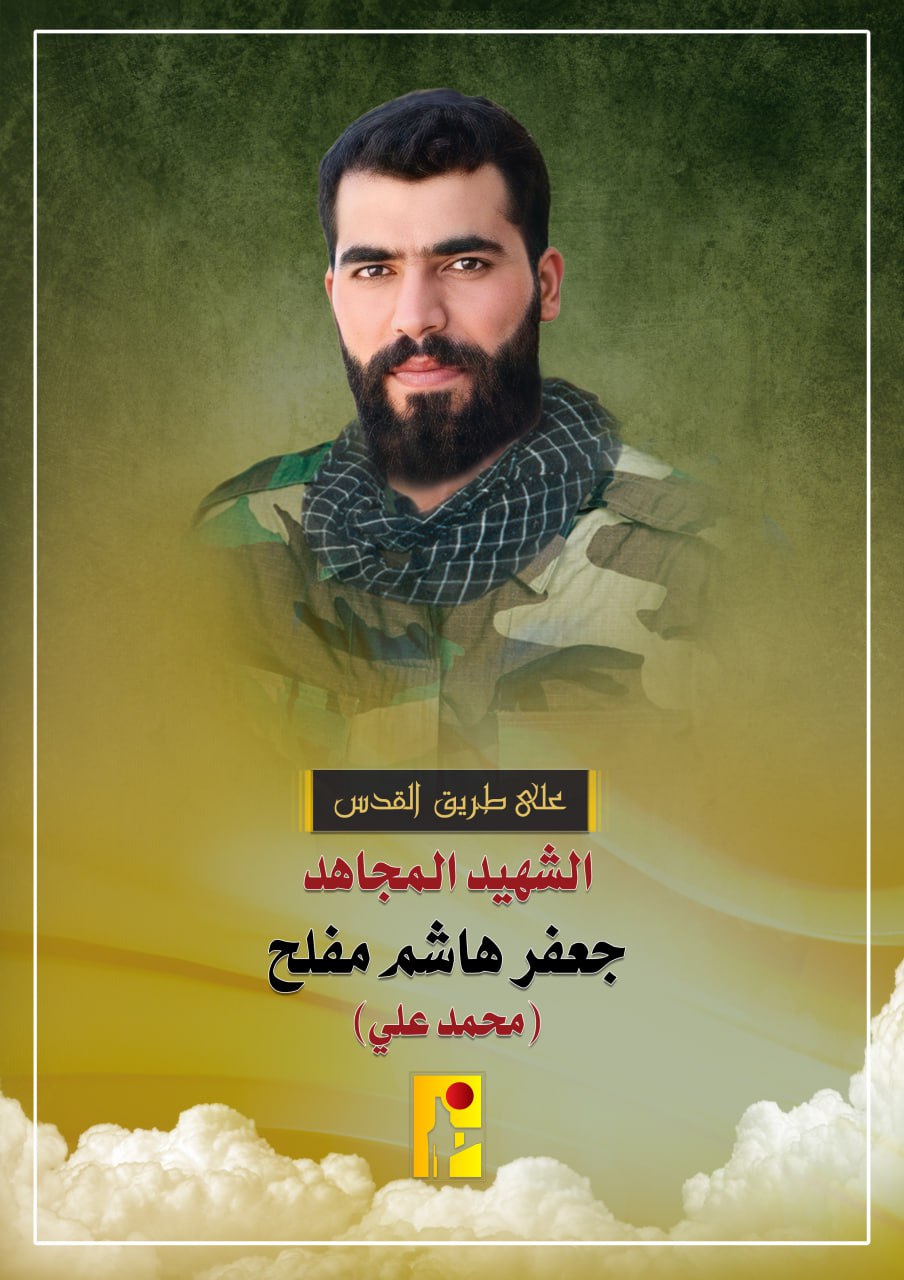 على طريق القدس
الشهيد المجاهد
جعفر هاشم مفلح
(محمد علي)